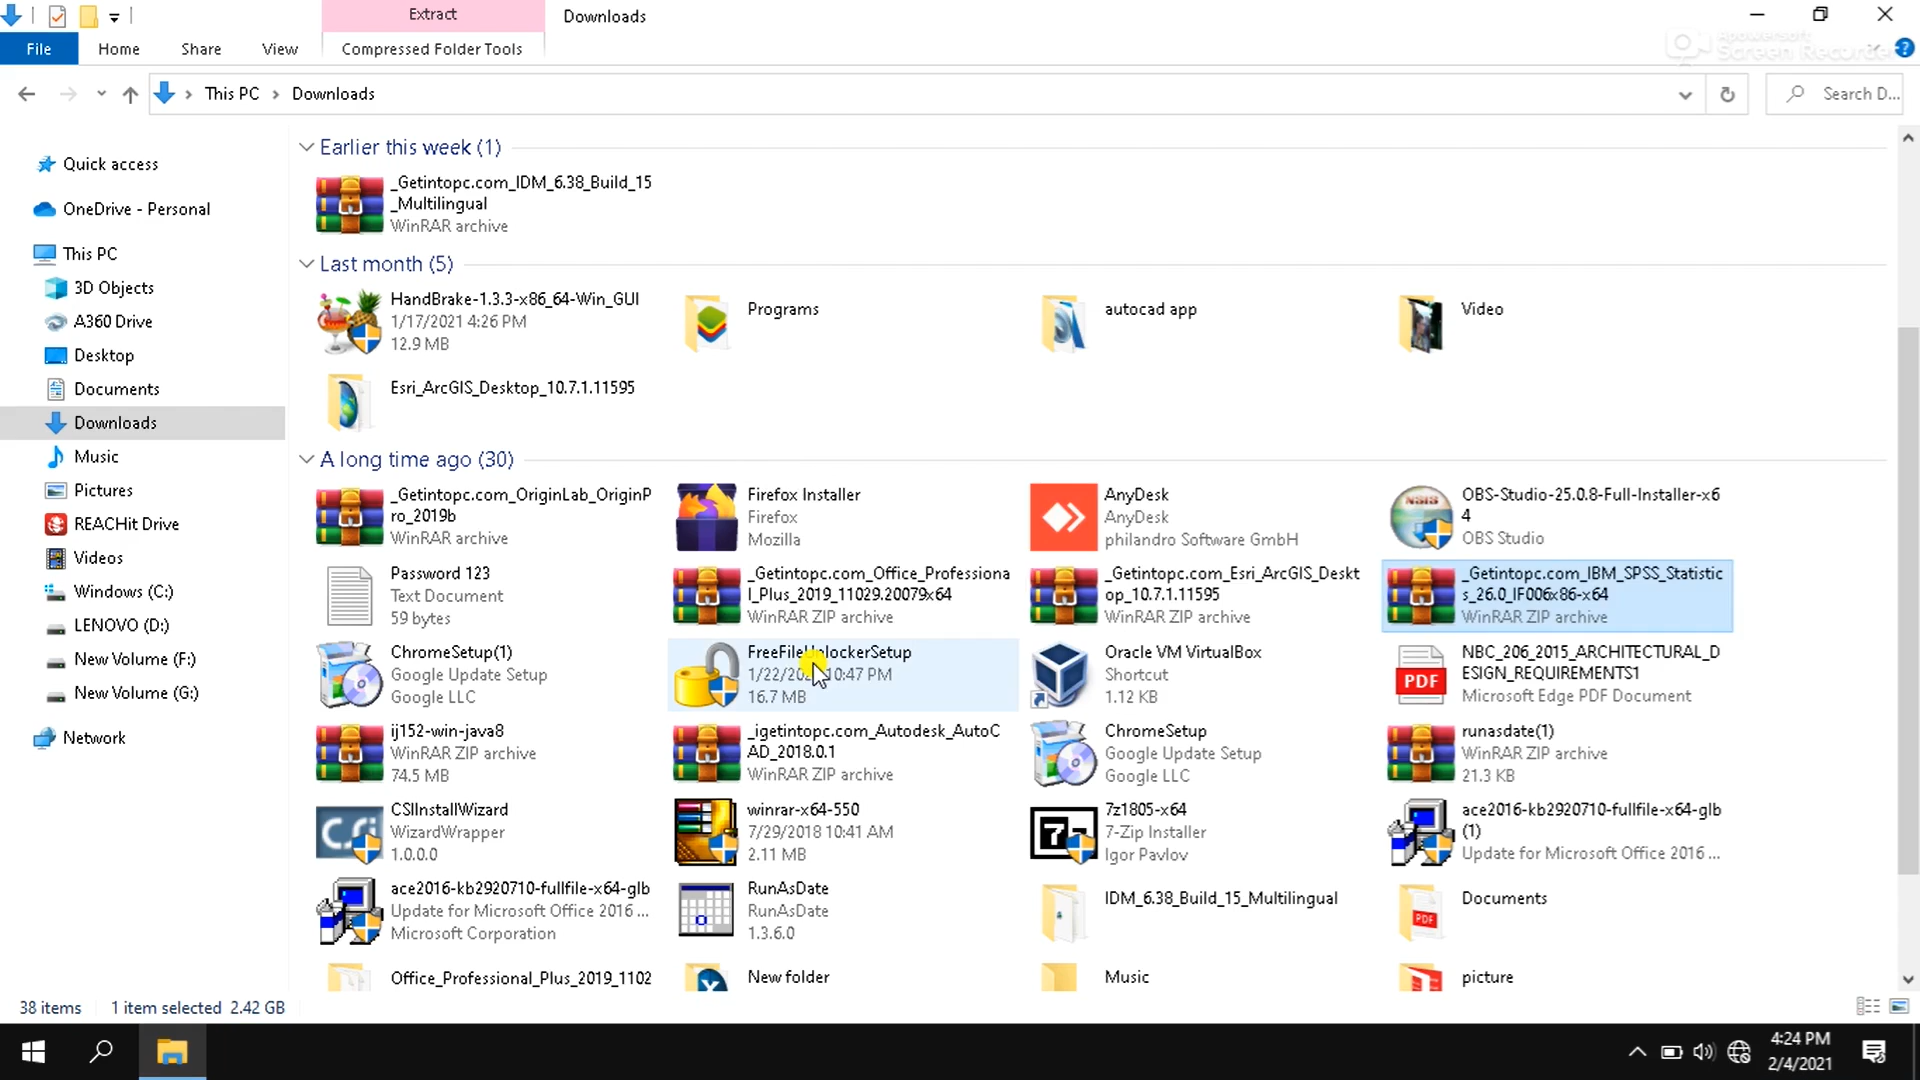 Extract
Downloads
File
Home
Share
View
Compressed Folder Tools
Apowersoft
Screen Recorder
This PC
Downloads
Search D...
Quick access
OneDrive - Personal
This PC
3D Objects
A360 Drive
Desktop
Documents
Downloads
Music
Pictures
REACHit Drive
Videos
Windows (C:)
LENOVO (D:)
New Volume (F:)
New Volume (G:)
Network
Earlier this week (1)
_Getintopc.com_IDM_6.38_Build_15
_Multilingual
WinRAR archive
Last month (5)
HandBrake-1.3.3-x86_64-Win_GUI
1/17/2021 4:26 PM
12.9 MB
Programs
autocad app
Video
Esri_ArcGIS_Desktop_10.7.1.11595
A long time ago (30)
_Getintopc.com_OriginLab_OriginP
ro_2019b
WinRAR archive
Firefox Installer
Firefox
Mozilla
AnyDesk
AnyDesk
philandro Software GmbH
OBS-Studio-25.0.8-Full-Installer-x6
4
OBS Studio
Password 123
Text Document
59 bytes
_Getintopc.com_Office_Professiona
l_Plus_2019_11029.20079x64
WinRAR ZIP archive
_Getintopc.com_Esri_ArcGIS_Deskt
op_10.7.1.11595
WinRAR ZIP archive
_Getintopc.com_IBM_SPSS_Statistic
s_26.0_IF006x86-x64
WinRAR ZIP archive
ChromeSetup(1)
Google Update Setup
Google LLC
FreeFileUnlockerSetup
1/22/20 10:47 PM
16.7 MB
Oracle VM VirtualBox
Shortcut
1.12 KB
PDF
NBC_206_2015_ARCHITECTURAL_D
ESIGN_REQUIREMENTS1
Microsoft Edge PDF Document
ij152-win-java8
WinRAR ZIP archive
74.5 MB
_igetintopc.com_Autodesk_AutoC
AD_2018.0.1
WinRAR ZIP archive
ChromeSetup
Google Update Setup
Google LLC
runasdate(1)
WinRAR ZIP archive
21.3 KB
CSiInstallWizard
WizardWrapper
1.0.0.0
winrar-x64-550
7/29/2018 10:41 AM
2.11 MB
7z1805-x64
7-Zip Installer
Igor Pavlov
ace2016-kb2920710-fullfile-x64-glb
(1)
Update for Microsoft Office 2016 ...
ace2016-kb2920710-fullfile-x64-glb
Update for Microsoft Office 2016 ...
Microsoft Corporation
RunAsDate
RunAsDate
1.3.6.0
IDM_6.38_Build_15_Multilingual
PDF
Documents
Office_Professional_Plus_2019_1102
New folder
Music
picture
38 items
1 item selected 2.42 GB
4:24 PM
2/4/2021